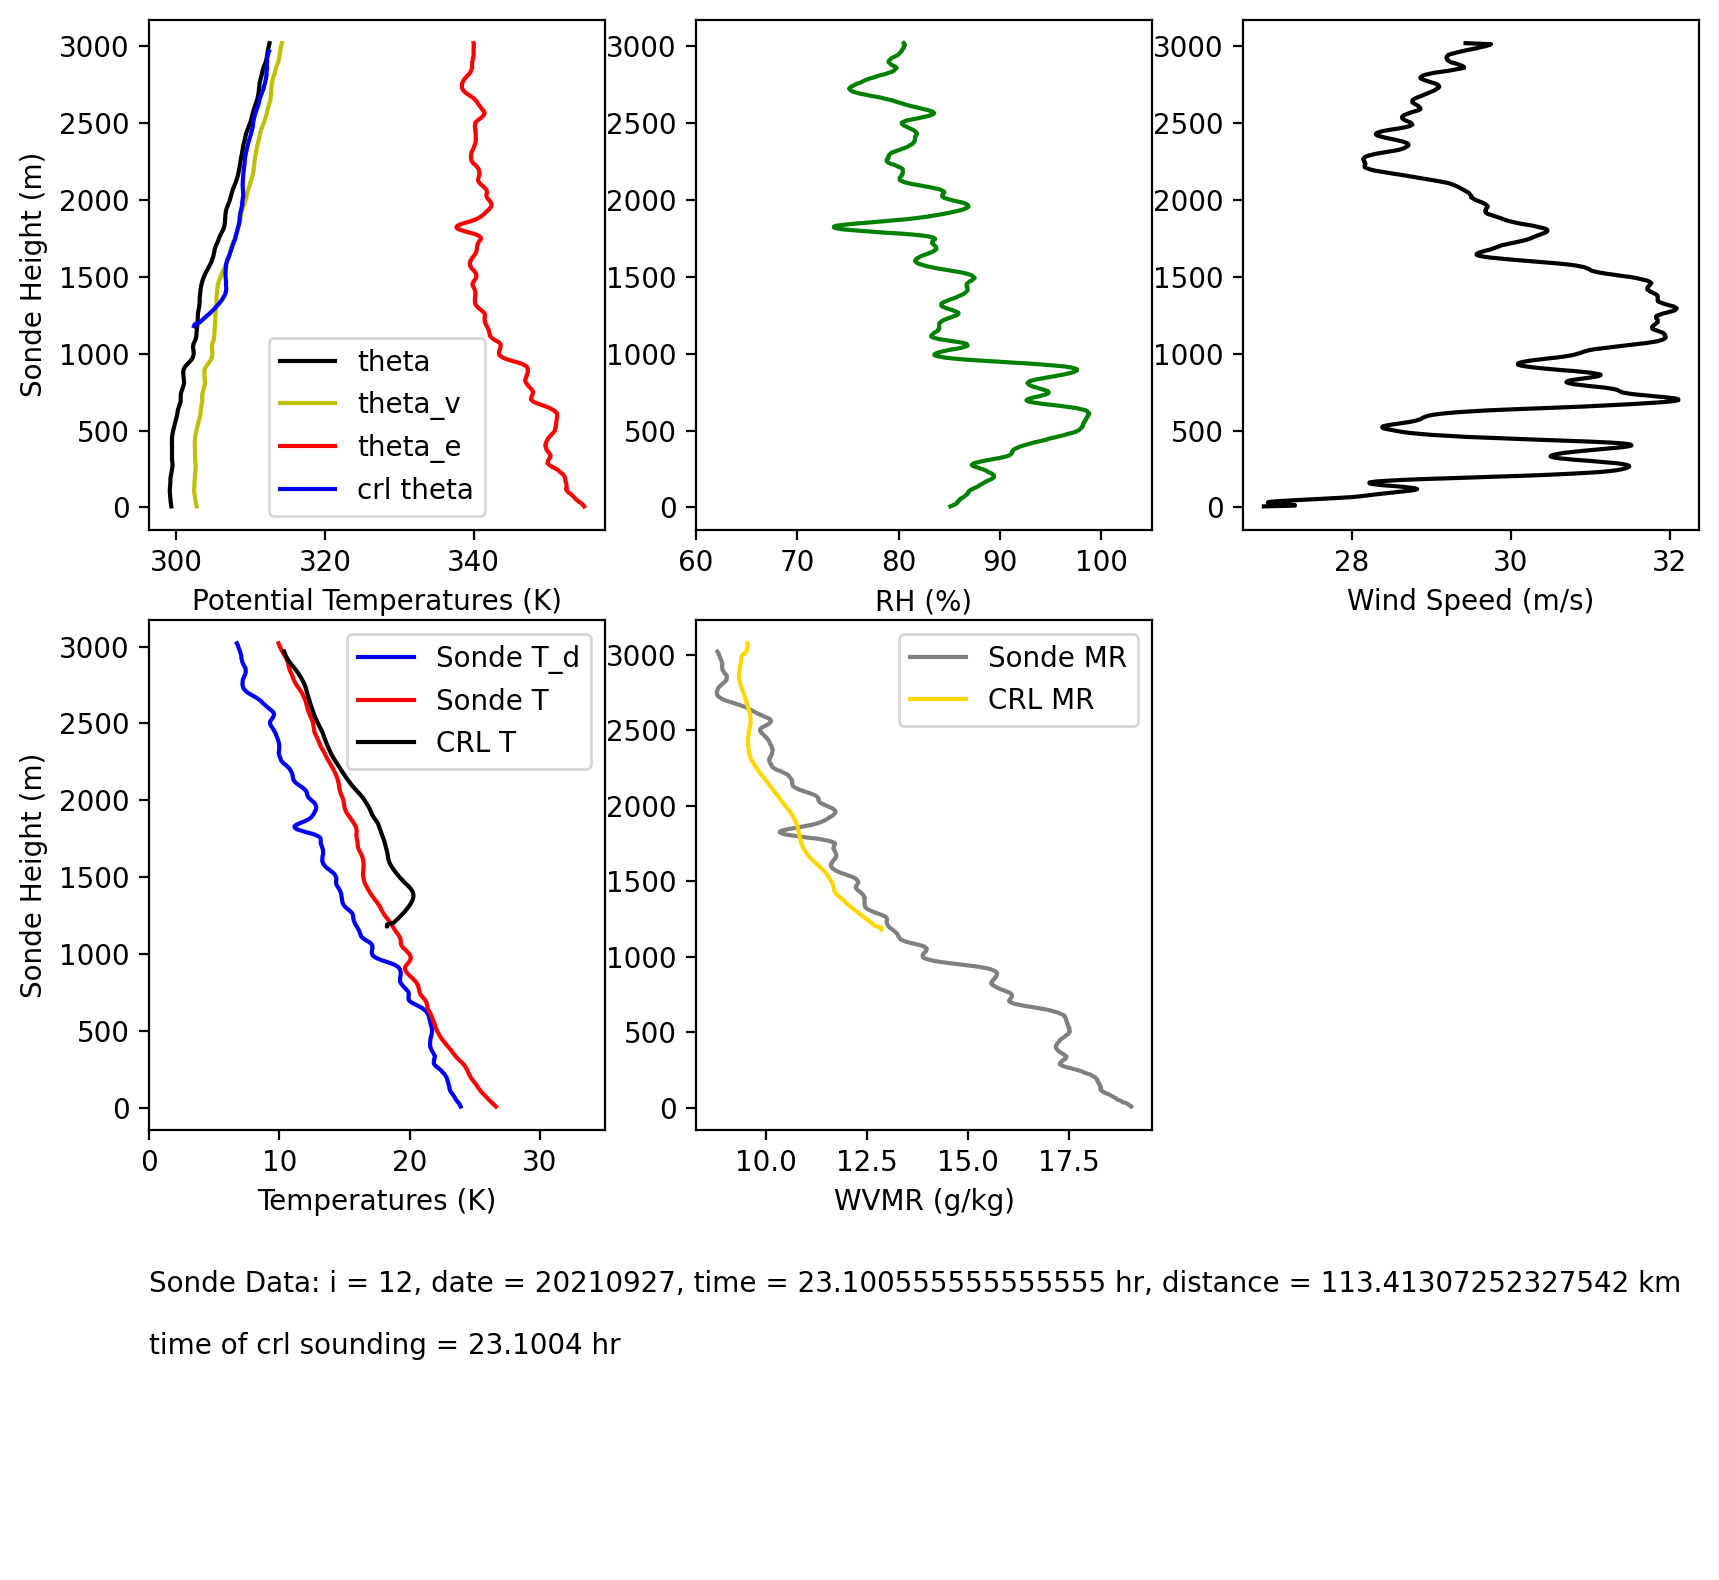 3000
2500
2000
1500
1000
500
0
Sonde Height (m)
300 320 340
Potential Temperatures (K)
theta
theta_v
theta_e
crl theta
3000
2500
2000
1500
1000
500
0
60 70 80 90 100
RH (%)
3000
2500
2000
1500
1000
500
0
28 30 32
Wind Speed (m/s)
3000
2500
2000
1500
1000
500
0
Sonde Height (m)
0 10 20 30
Temperatures (K)
Sonde T_d
Sonde T
CRL T
3000
2500
2000
1500
1000
500
0
10.0 12.5 15.0 17.5
WVMR (g/kg)
Sonde MR
CRL MR
Sonde Data: i = 12, date = 20210927, time = 23.100555555555555 hr, distance = 113.41307252327542 km
time of crl sounding = 23.1004 hr